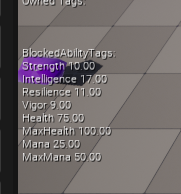 Owned Tags:
BlockedAbilityTags:
Strength 10.00
Intelligence 17.00
Resilience 11.00
Vigor 9.00
Health 75.00
MaxHealth 100.00
Mana 25.00
MaxMana 50.00